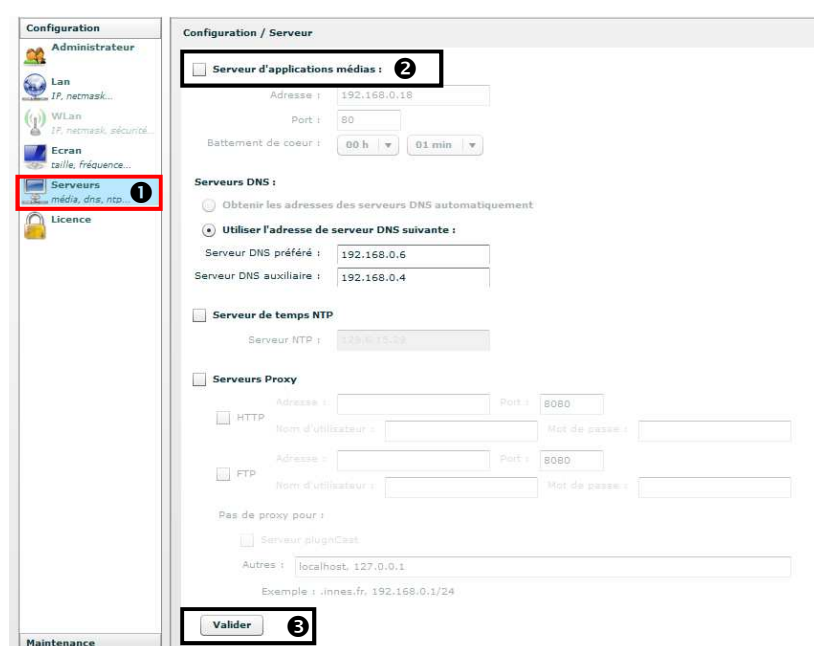 Configuration
Administrateur
Lan
IP, netmask...
WLan
IP, netmask, sécurité...
Ecran
taille, fréquence...
Serveurs
média, dns, ntp...
❶
Licence
Maintenance
Configuration / Serveur
Serveur d'applications médias : ❷
Adresse : 192.168.0.18
Port : 80
Battement de coeur : 00 h 01 min
Serveurs DNS :
Obtenir les adresses des serveurs DNS automatiquement
Utiliser l'adresse de serveur DNS suivante :
Serveur DNS préféré : 192.168.0.6
Serveur DNS auxiliaire : 192.168.0.4
Serveur de temps NTP
Serveur NTP :
Serveurs Proxy
Adresse : Port : 8080
HTTP
Nom d'utilisateur : Mot de passe :
Adresse : Port : 8080
FTP
Nom d'utilisateur : Mot de passe :
Pas de proxy pour :
Serveur plugnCast
Autres : localhost, 127.0.0.1
Exemple : .innes.fr, 192.168.0.1/24
Valider ❸